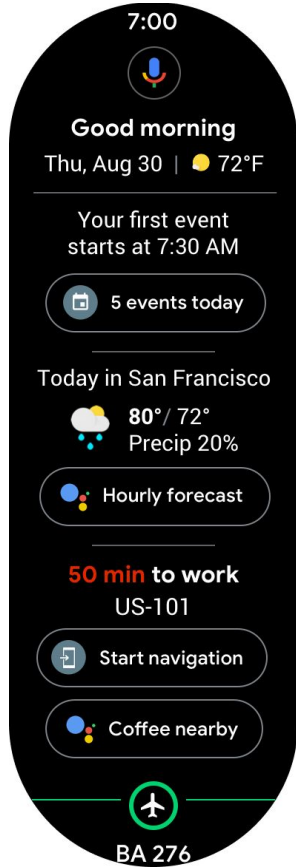 7:00
Good morning
Thu, Aug 30 | 72°F
Your first event
starts at 7:30 AM
5 events today
Today in San Francisco
80°/ 72°
Precip 20%
Hourly forecast
50 min to work
US-101
Start navigation
Coffee nearby
BA 276